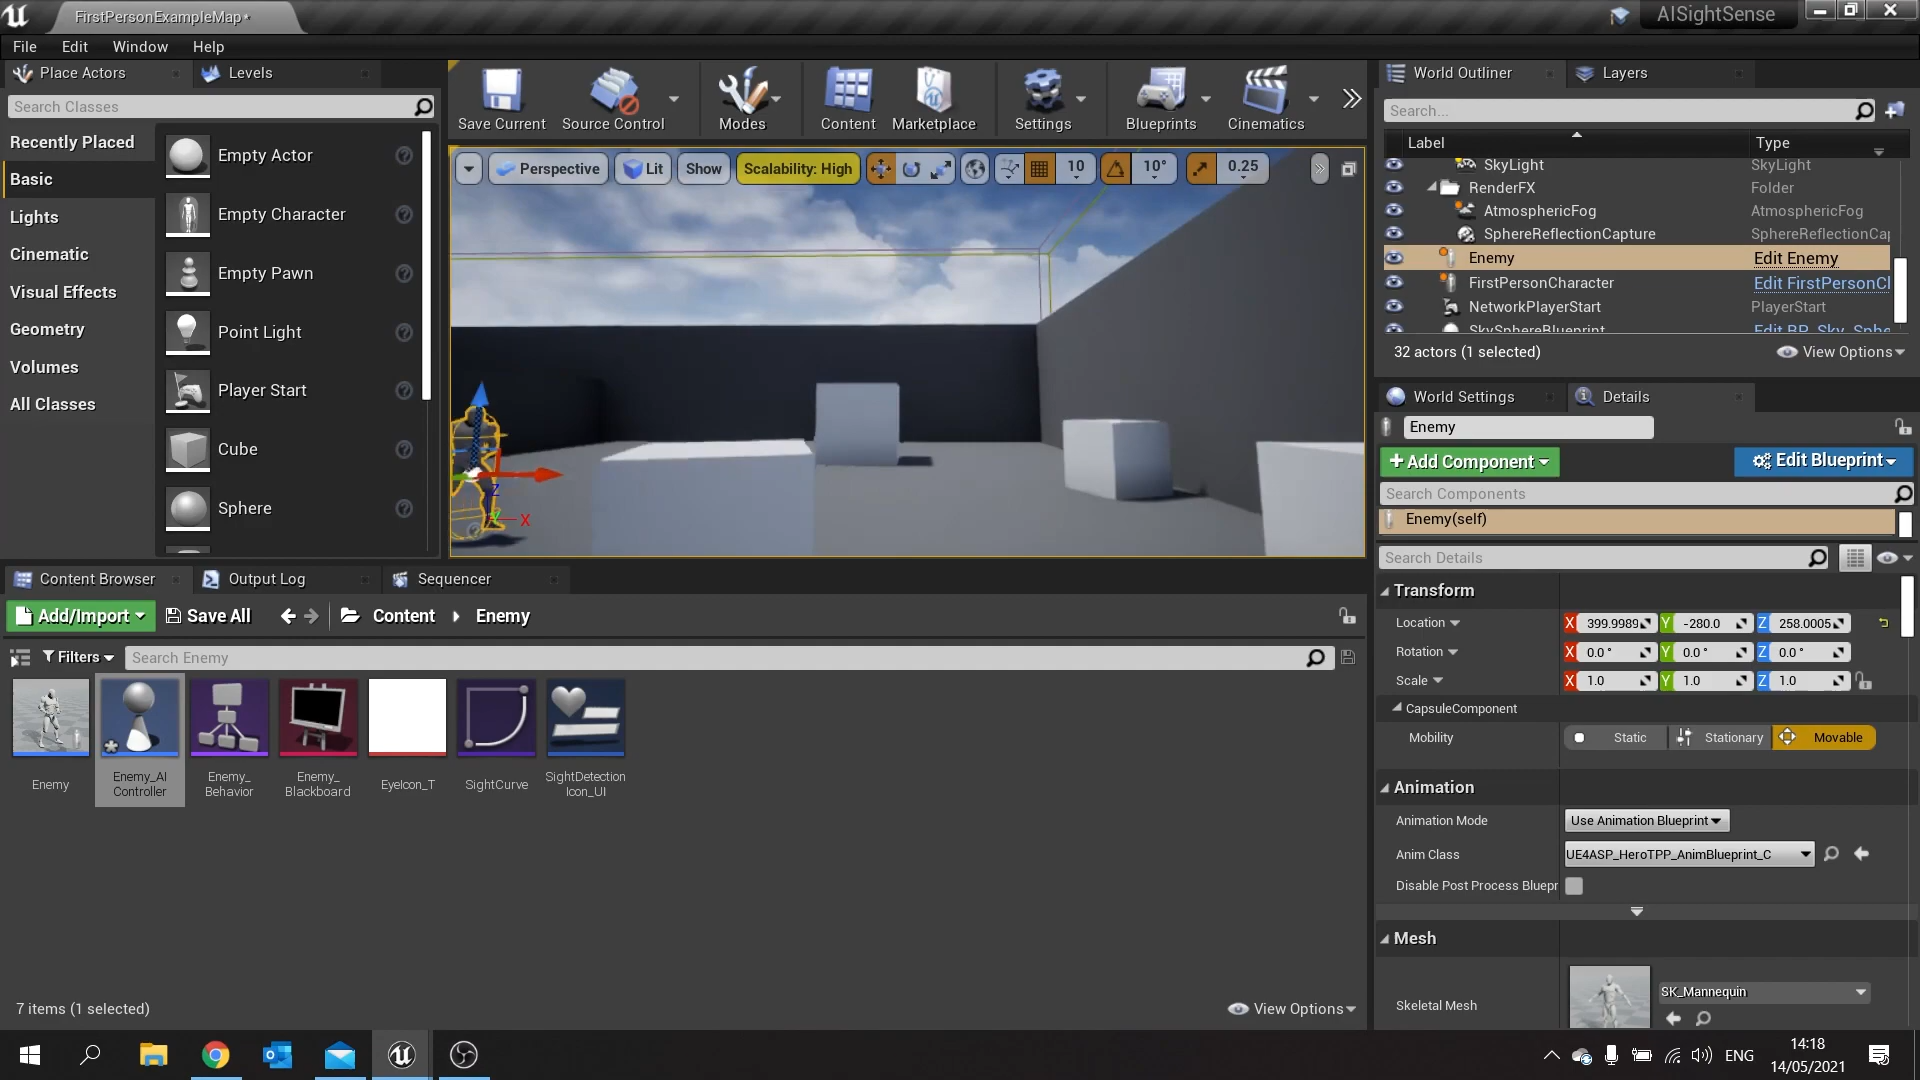 FirstPersonExampleMap*
AISightSense
File Edit Window Help
Place Actors
Levels
Search Classes
Recently Placed
Basic
Lights
Cinematic
Visual Effects
Geometry
Volumes
All Classes
Empty Actor
Empty Character
Empty Pawn
Point Light
Player Start
Cube
Sphere
Save Current
Source Control
Modes
Content
Marketplace
Settings
Blueprints
Cinematics
Perspective
Lit
Show
Scalability: High
10
10°
0.25
Z
X
World Outliner
Layers
Search...
Label Type
SkyLight SkyLight
RenderFX Folder
AtmosphericFog AtmosphericFog
SphereReflectionCapture SphereReflectionCap
Enemy Edit Enemy
FirstPersonCharacter Edit FirstPersonCl
NetworkPlayerStart PlayerStart
SkySphereBlueprint Edit BP_Sky_Sphe
32 actors (1 selected)
View Options
World Settings
Details
Enemy
+Add Component
Edit Blueprint
Search Components
Enemy(self)
Search Details
Transform
Location X 399.9989 Y -280.0 Z 258.0005
Rotation X 0.0 ° Y 0.0 ° Z 0.0 °
Scale X 1.0 Y 1.0 Z 1.0
CapsuleComponent
Mobility Static Stationary Movable
Animation
Animation Mode Use Animation Blueprint
Anim Class UE4ASP_HeroTPP_AnimBlueprint_C
Disable Post Process Bluepr
Mesh
Skeletal Mesh SK_Mannequin
Content Browser
Output Log
Sequencer
Add/Import
Save All
Content
Enemy
Filters
Search Enemy
Enemy
Enemy_AI
Controller
Enemy_
Behavior
Enemy_
Blackboard
EyeIcon_T
SightCurve
SightDetection
Icon_UI
7 items (1 selected)
View Options
ENG
14:18
14/05/2021